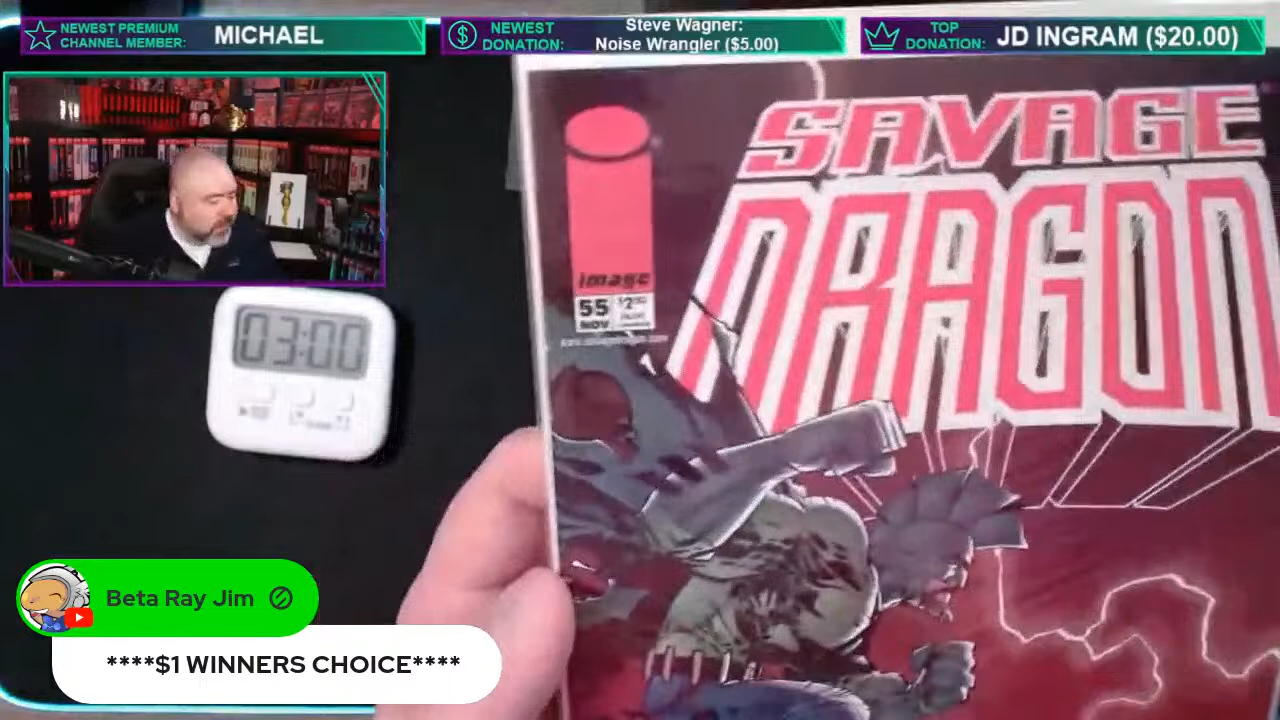 NEWEST PREMIUM
CHANNEL MEMBER:
MICHAEL
NEWEST
DONATION:
Steve Wagner:
Noise Wrangler ($5.00)
TOP
DONATION:
JD INGRAM ($20.00)
SAVAGE
DRAGON
image
55
NOV
03:00
Beta Ray Jim
****$1 WINNERS CHOICE****